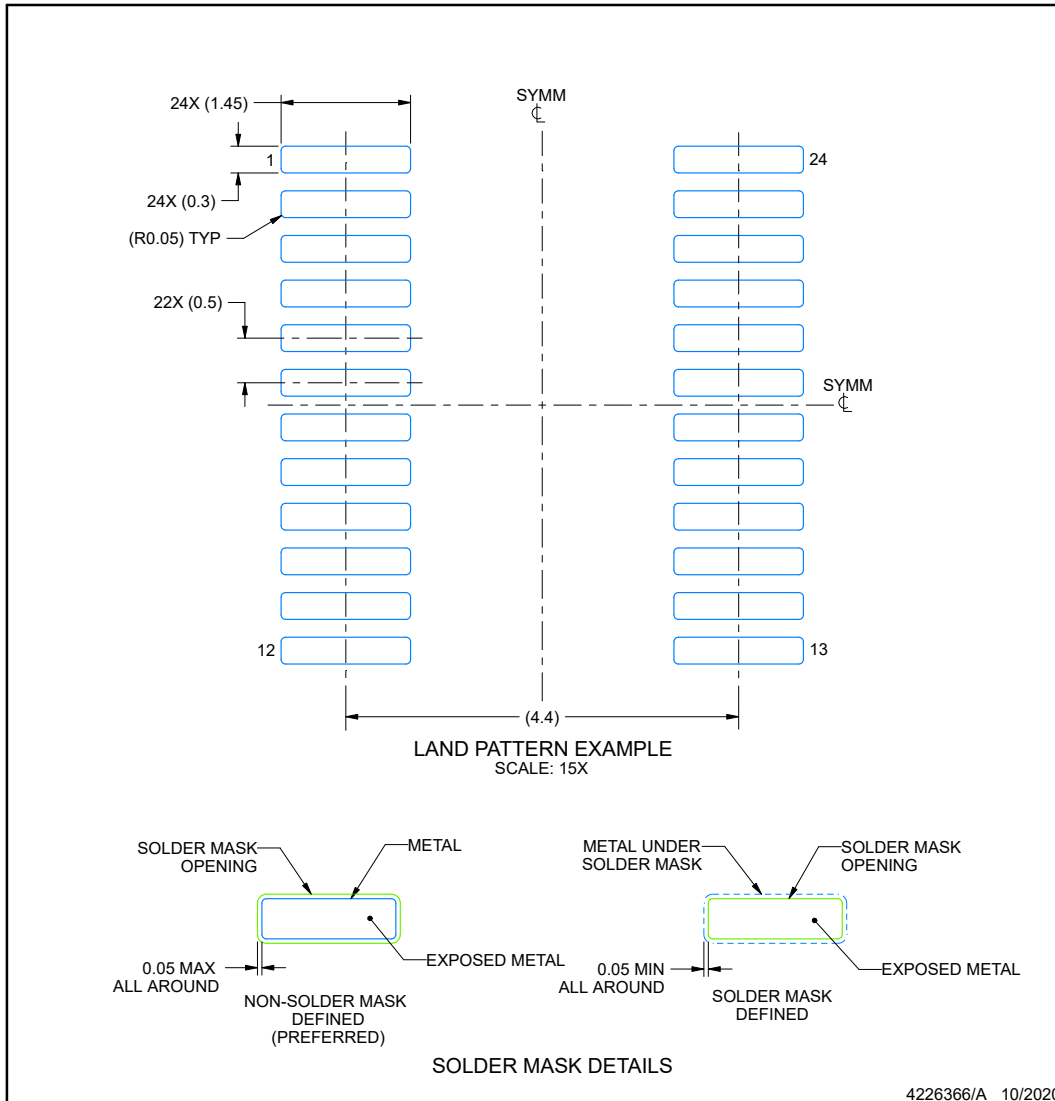 24X (1.45)
SYMM
1
24
24X (0.3)
(R0.05) TYP
22X (0.5)
SYMM
12
13
(4.4)
LAND PATTERN EXAMPLE
SCALE: 15X
SOLDER MASK
OPENING
METAL
METAL UNDER
SOLDER MASK
SOLDER MASK
OPENING
0.05 MAX
ALL AROUND
EXPOSED METAL
0.05 MIN
ALL AROUND
EXPOSED METAL
NON-SOLDER MASK
DEFINED
(PREFERRED)
SOLDER MASK
DEFINED
SOLDER MASK DETAILS
4226366/A 10/2020